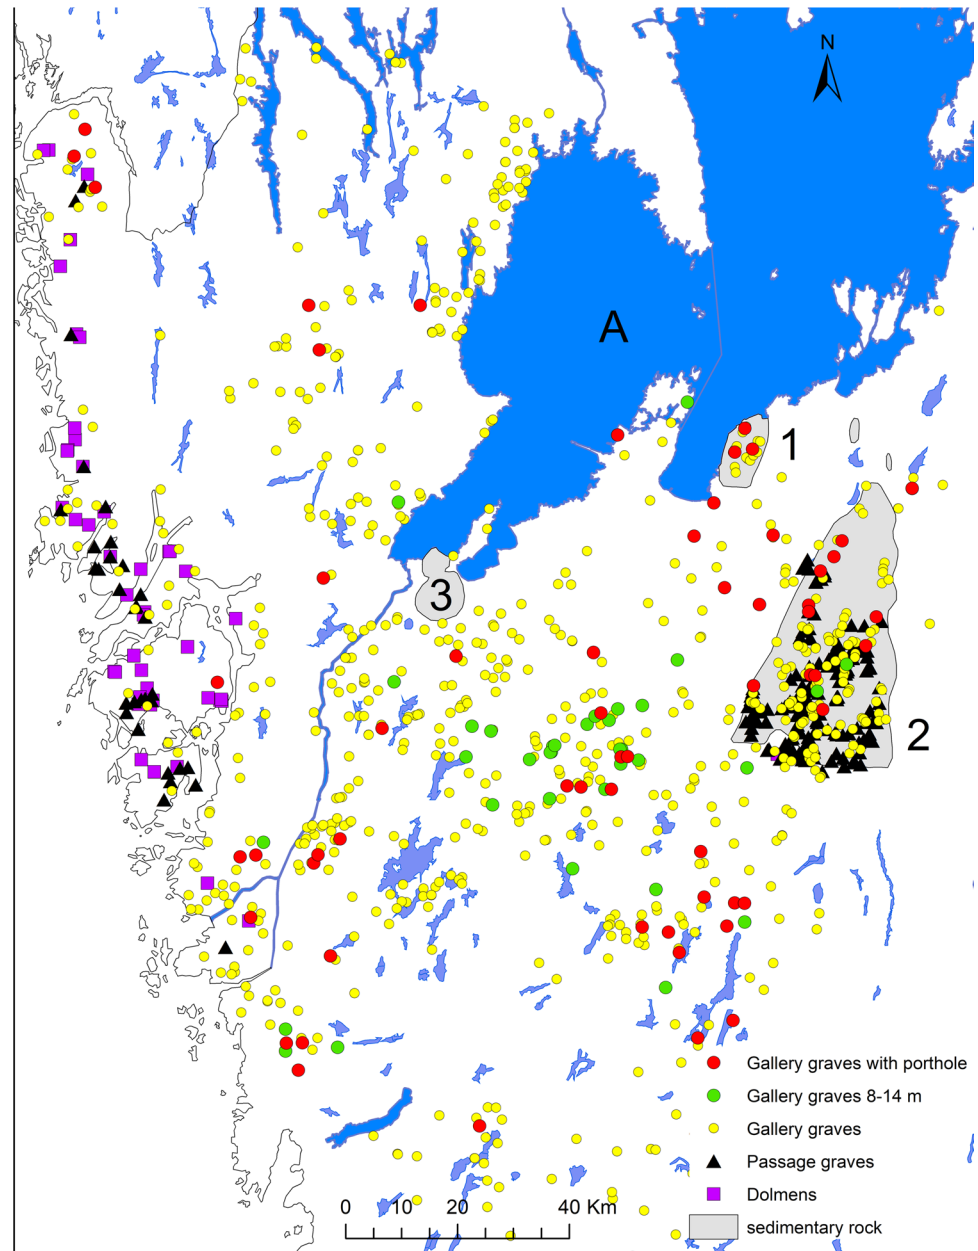 N
A
1
3
2
Gallery graves with porthole
Gallery graves 8-14 m
Gallery graves
Passage graves
Dolmens
sedimentary rock
0 10 20 40 Km